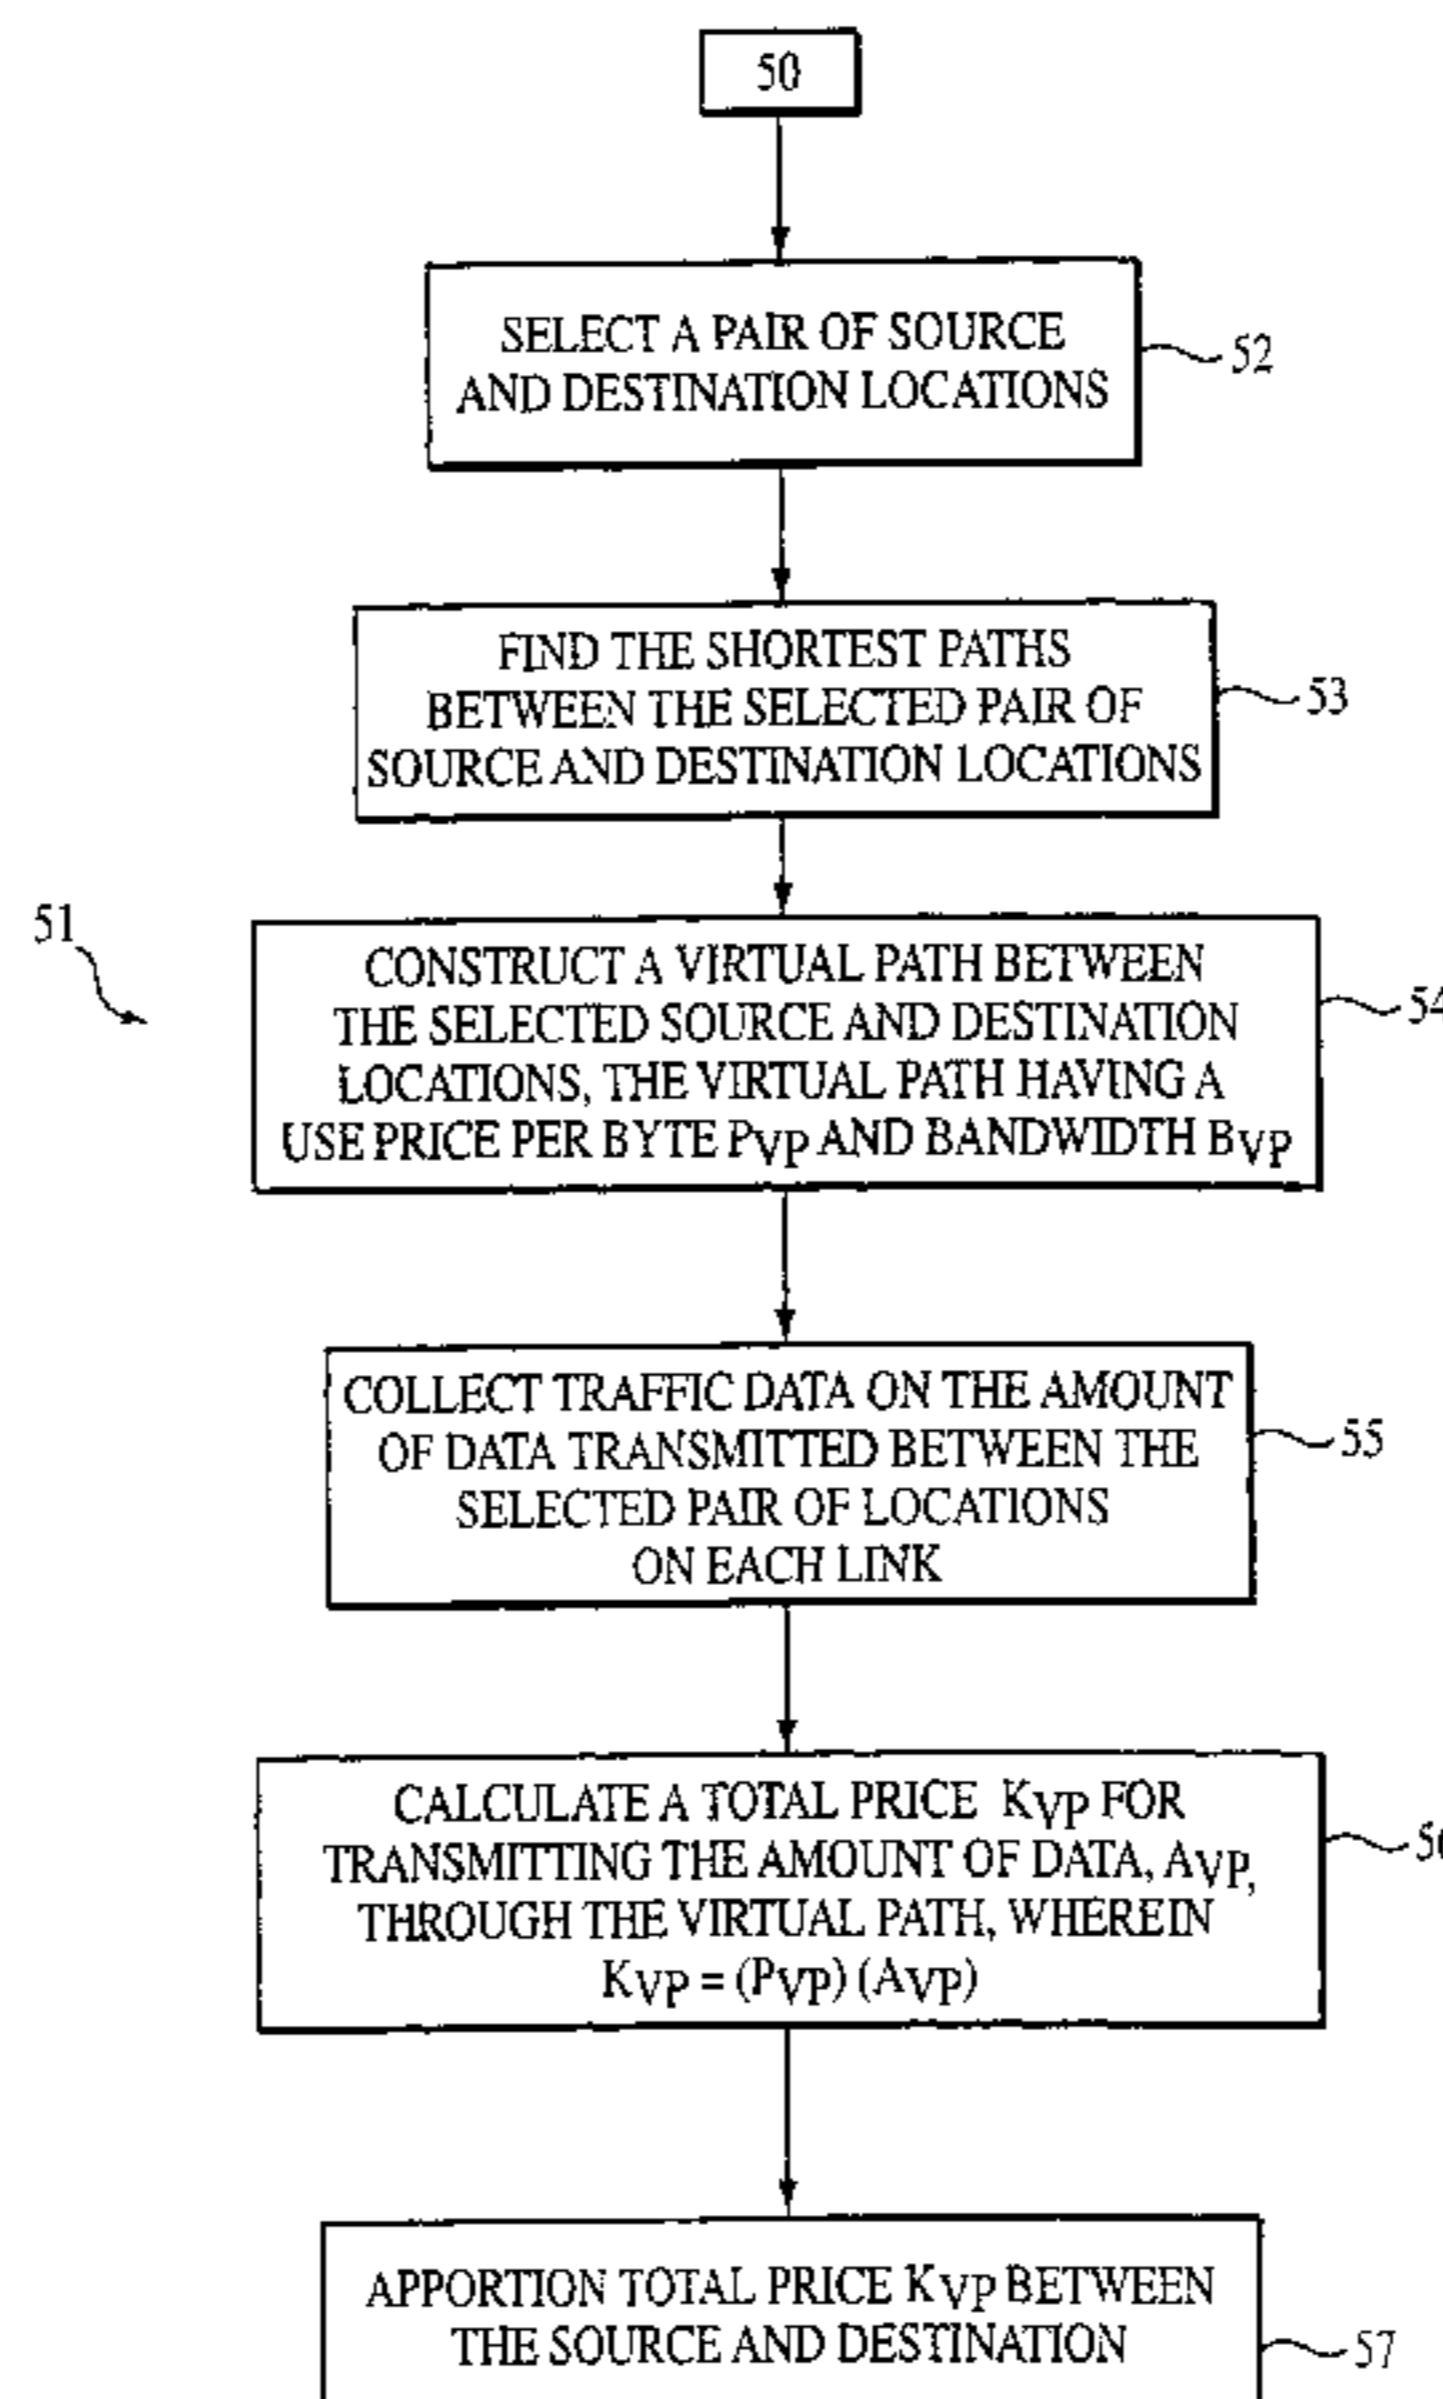 50
SELECT A PAIR OF SOURCE
AND DESTINATION LOCATIONS
52
FIND THE SHORTEST PATHS
BETWEEN THE SELECTED PAIR OF
SOURCE AND DESTINATION LOCATIONS
53
51
CONSTRUCT A VIRTUAL PATH BETWEEN
THE SELECTED SOURCE AND DESTINATION
LOCATIONS, THE VIRTUAL PATH HAVING A
USE PRICE PER BYTE PVP AND BANDWIDTH BVP
54
COLLECT TRAFFIC DATA ON THE AMOUNT
OF DATA TRANSMITTED BETWEEN THE
SELECTED PAIR OF LOCATIONS
ON EACH LINK
55
CALCULATE A TOTAL PRICE KVP FOR
TRANSMITTING THE AMOUNT OF DATA, AVP,
THROUGH THE VIRTUAL PATH, WHEREIN
KVP = (PVP) (AVP)
APPORTION TOTAL PRICE KVP BETWEEN
THE SOURCE AND DESTINATION
57